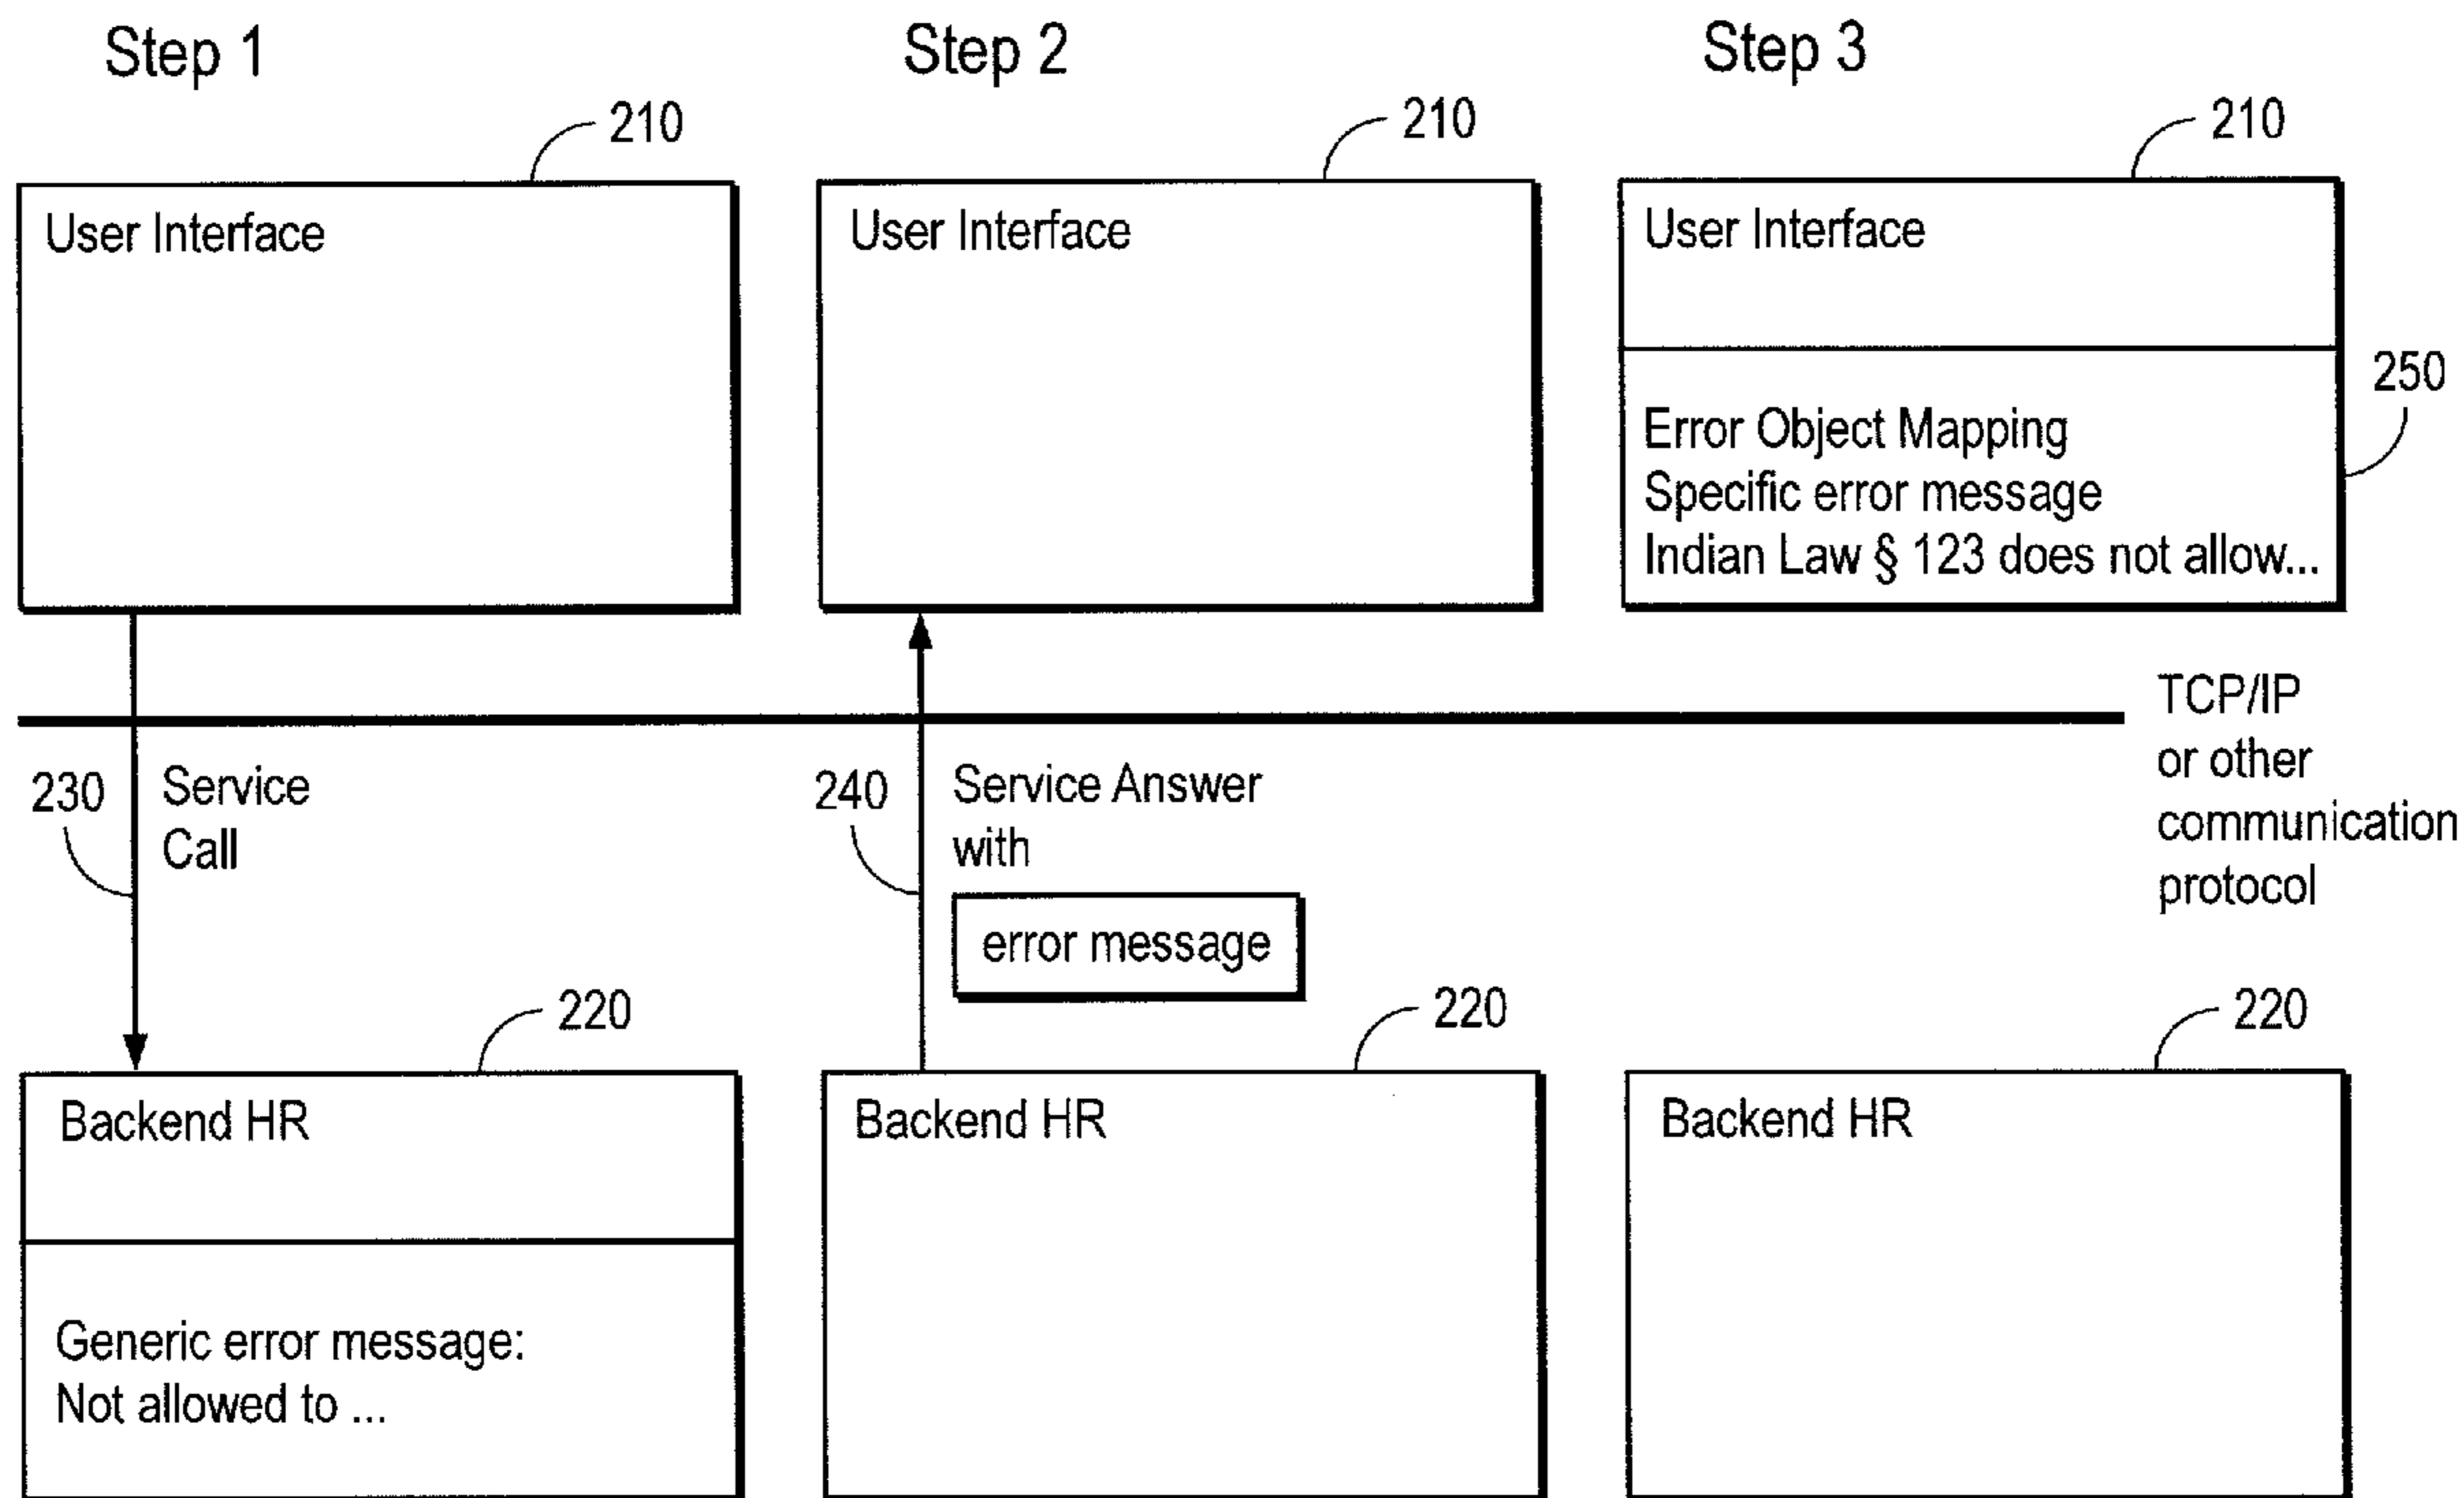 Step 1
Step 2
Step 3
210
210
210
User Interface
User Interface
User Interface
250
Error Object Mapping
Specific error message
Indian Law § 123 does not allow...
TCP/IP
or other
communication
protocol
230
Service
Call
240
Service Answer
with
error message
220
220
220
Backend HR
Backend HR
Backend HR
Generic error message:
Not allowed to ...